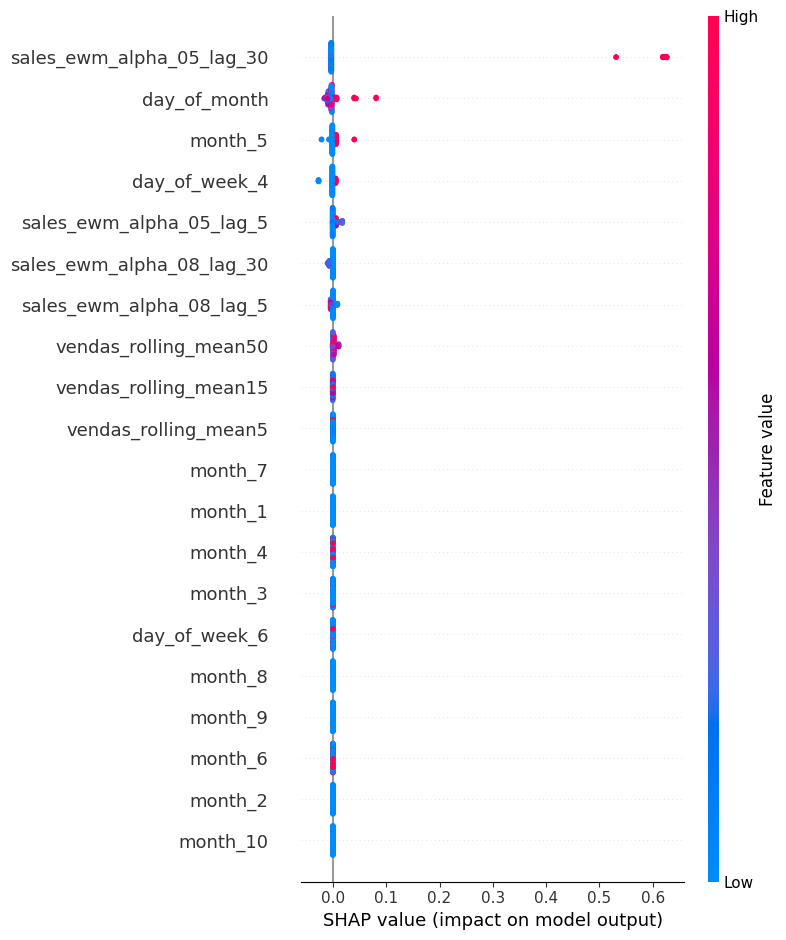 High
sales_ewm_alpha_05_lag_30
day_of_month
month_5
day_of_week_4
sales_ewm_alpha_05_lag_5
sales_ewm_alpha_08_lag_30
sales_ewm_alpha_08_lag_5
vendas_rolling_mean50
vendas_rolling_mean15
vendas_rolling_mean5
month_7
month_1
month_4
month_3
day_of_week_6
month_8
month_9
month_6
month_2
month_10
Feature value
Low
0.0 0.1 0.2 0.3 0.4 0.5 0.6
SHAP value (impact on model output)